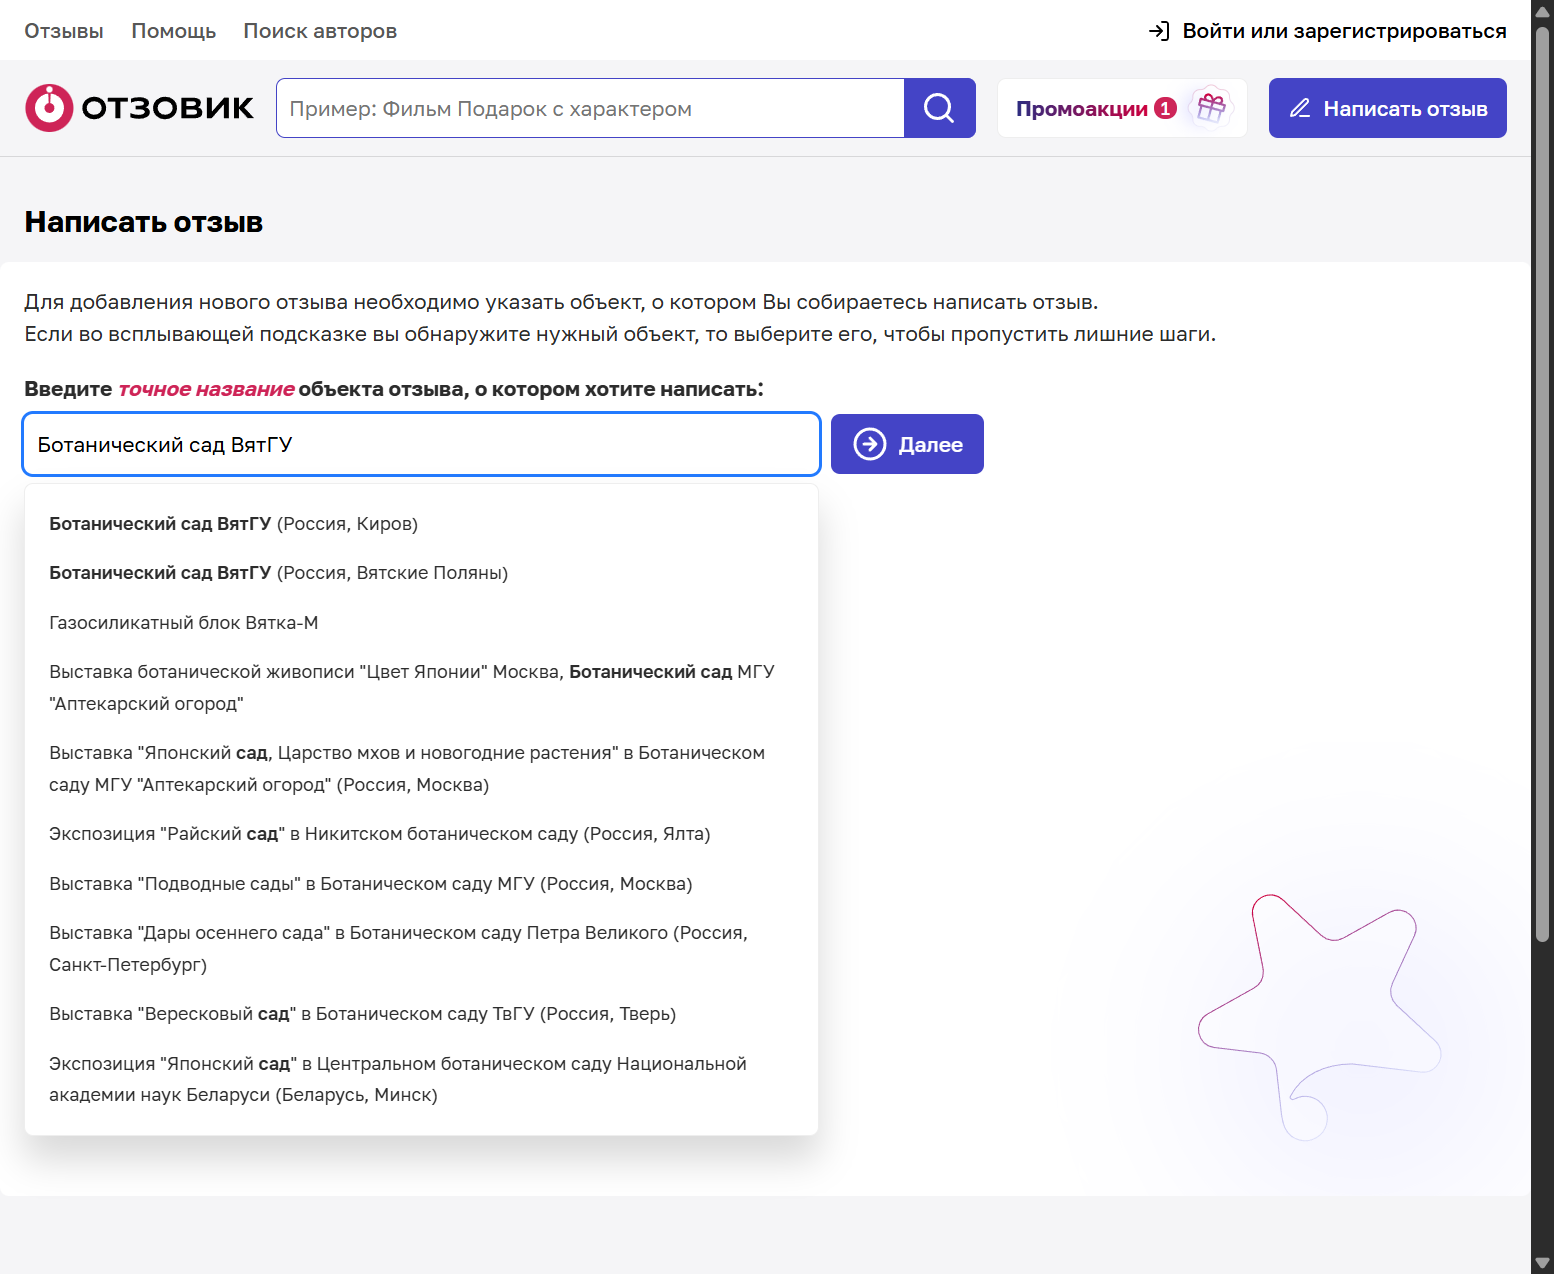 Отзывы Помощь Поиск авторов Войти или зарегистрироваться
ОТЗОВИК Пример: Фильм Подарок с характером Промоакции 1 Написать отзыв
Написать отзыв
Для добавления нового отзыва необходимо указать объект, о котором Вы собираетесь написать отзыв.
Если во всплывающей подсказке вы обнаружите нужный объект, то выберите его, чтобы пропустить лишние шаги.
Введите точное название объекта отзыва, о котором хотите написать:
Ботанический сад ВятГУ Далее
Ботанический сад ВятГУ (Россия, Киров)
Ботанический сад ВятГУ (Россия, Вятские Поляны)
Газосиликатный блок Вятка-М
Выставка ботанической живописи "Цвет Японии" Москва, Ботанический сад МГУ
"Аптекарский огород"
Выставка "Японский сад, Царство мхов и новогодние растения" в Ботаническом
саду МГУ "Аптекарский огород" (Россия, Москва)
Экспозиция "Райский сад" в Никитском ботаническом саду (Россия, Ялта)
Выставка "Подводные сады" в Ботаническом саду МГУ (Россия, Москва)
Выставка "Дары осеннего сада" в Ботаническом саду Петра Великого (Россия,
Санкт-Петербург)
Выставка "Вересковый сад" в Ботаническом саду ТвГУ (Россия, Тверь)
Экспозиция "Японский сад" в Центральном ботаническом саду Национальной
академии наук Беларуси (Беларусь, Минск)